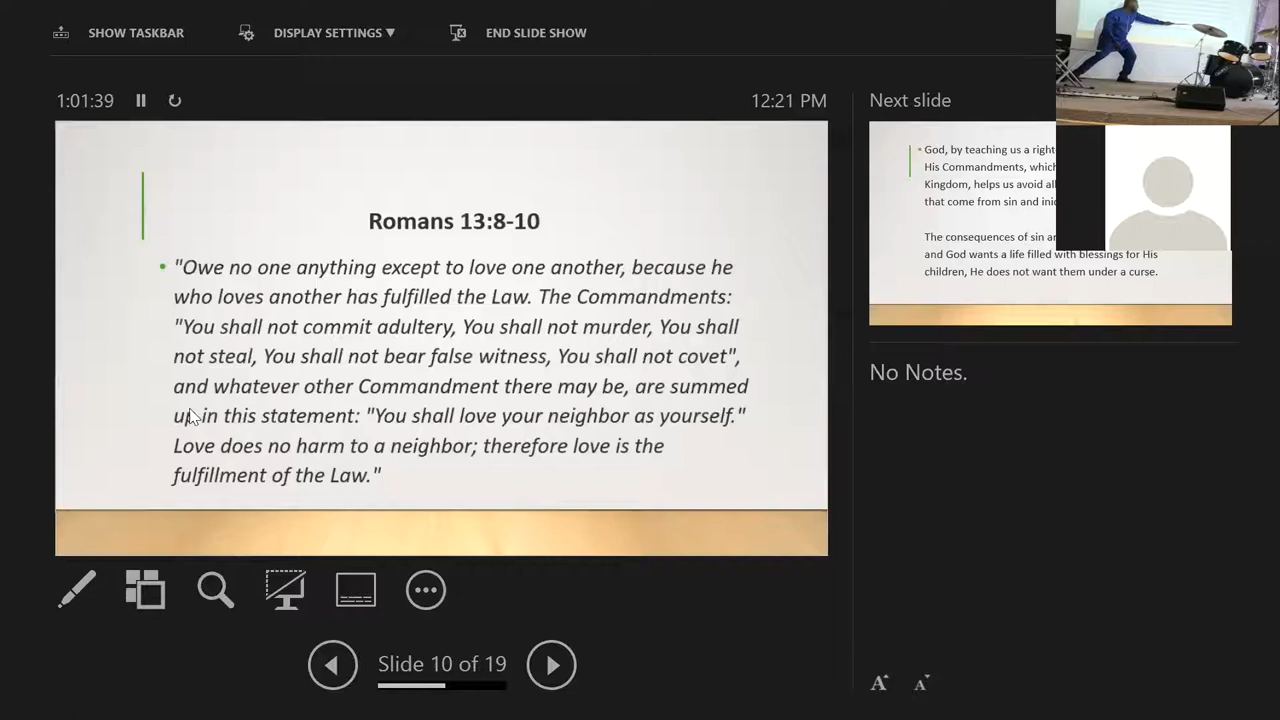 SHOW TASKBAR
DISPLAY SETTINGS ▼
END SLIDE SHOW
1:01:39
12:21 PM
Romans 13:8-10
• "Owe no one anything except to love one another, because he
who loves another has fulfilled the Law. The Commandments:
"You shall not commit adultery, You shall not murder, You shall
not steal, You shall not bear false witness, You shall not covet",
and whatever other Commandment there may be, are summed
up in this statement: "You shall love your neighbor as yourself."
Love does no harm to a neighbor; therefore love is the
fulfillment of the Law."
Slide 10 of 19
Next slide
• God, by teaching us a right
His Commandments, which
Kingdom, helps us avoid
that come from sin and
The consequences of sin
and God wants a life filled with blessings for His
children, He does not want them under a curse.
No Notes.
A A